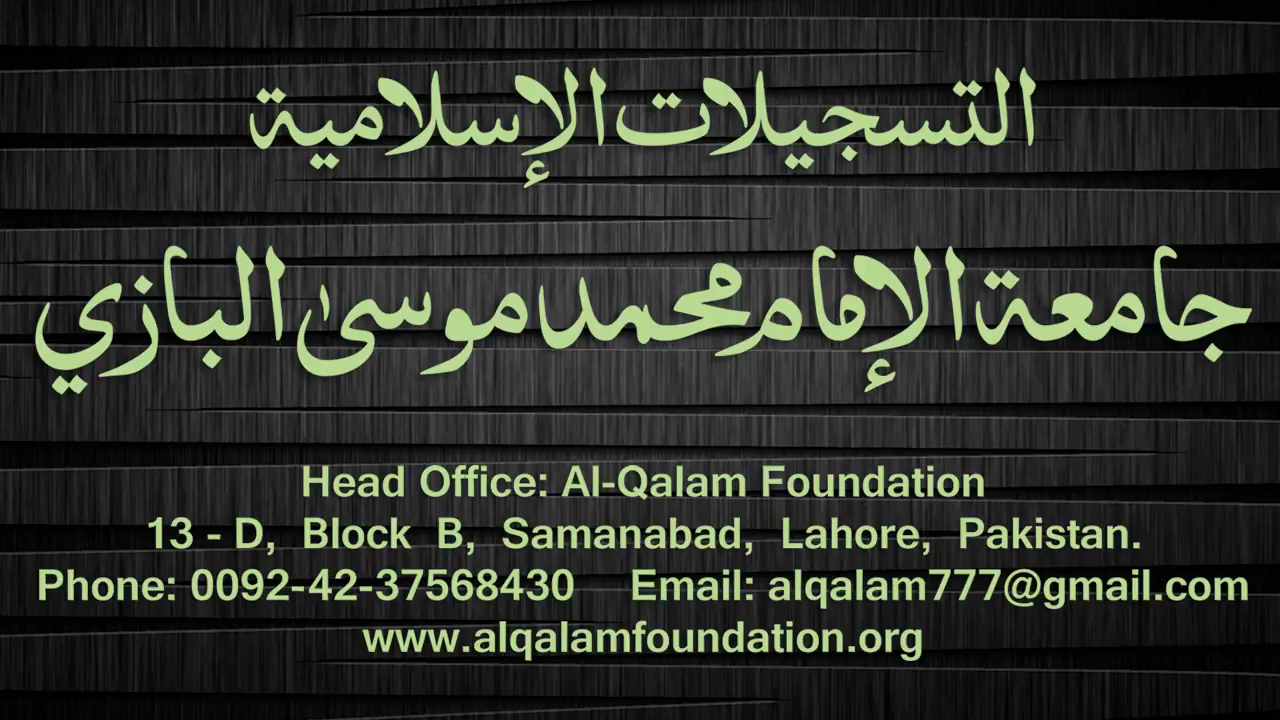 التسجيلات الإسلامية
جامعة الإمام محمد موسىٰ البازي
Head Office: Al-Qalam Foundation
13 - D, Block B, Samanabad, Lahore, Pakistan.
Phone: 0092-42-37568430 Email: alqalam777@gmail.com
www.alqalamfoundation.org